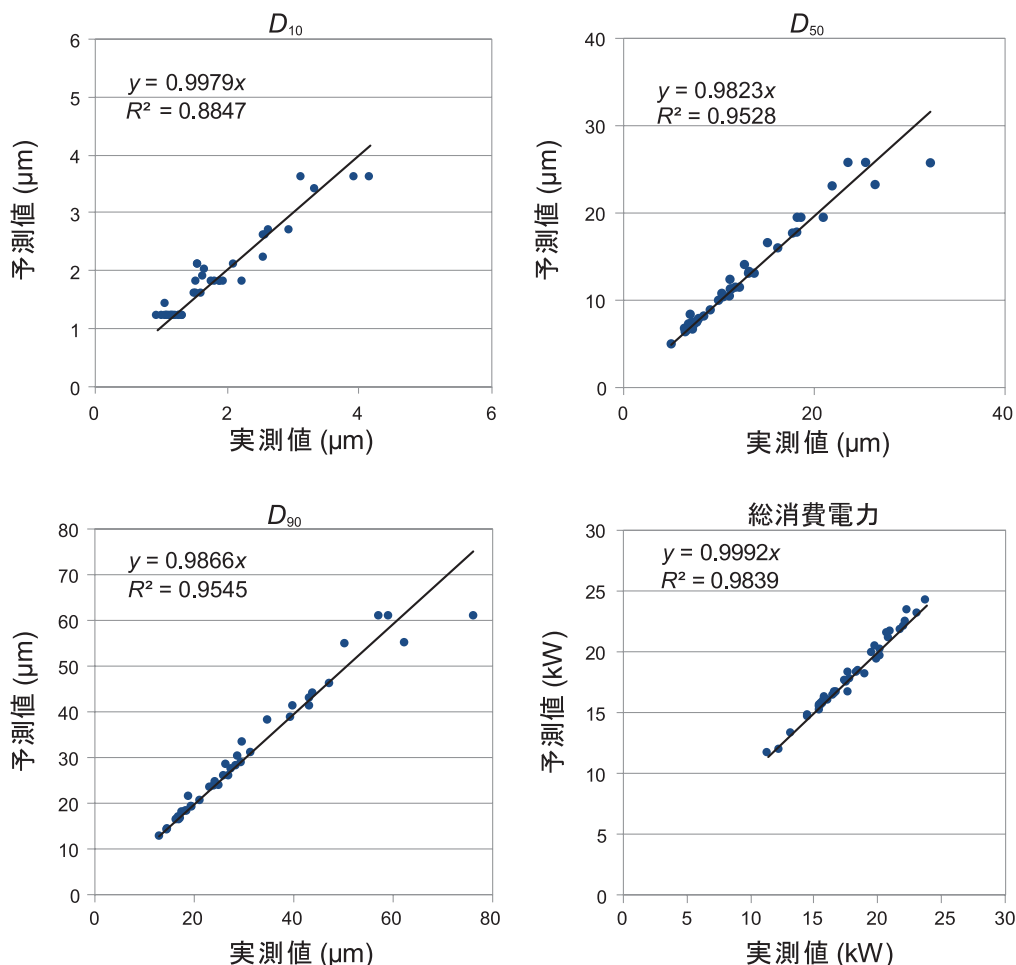 D₁₀
y = 0.9979x
R² = 0.8847
予測値 (µm)
6
5
4
3
2
1
0
0 2 4 6
実測値 (µm)
D₅₀
y = 0.9823x
R² = 0.9528
予測値 (µm)
40
30
20
10
0
0 20 40
実測値 (µm)
D₉₀
y = 0.9866x
R² = 0.9545
予測値 (µm)
80
70
60
50
40
30
20
10
0
0 20 40 60 80
実測値 (µm)
総消費電力
y = 0.9992x
R² = 0.9839
予測値 (kW)
30
25
20
15
10
5
0
0 5 10 15 20 25 30
実測値 (kW)